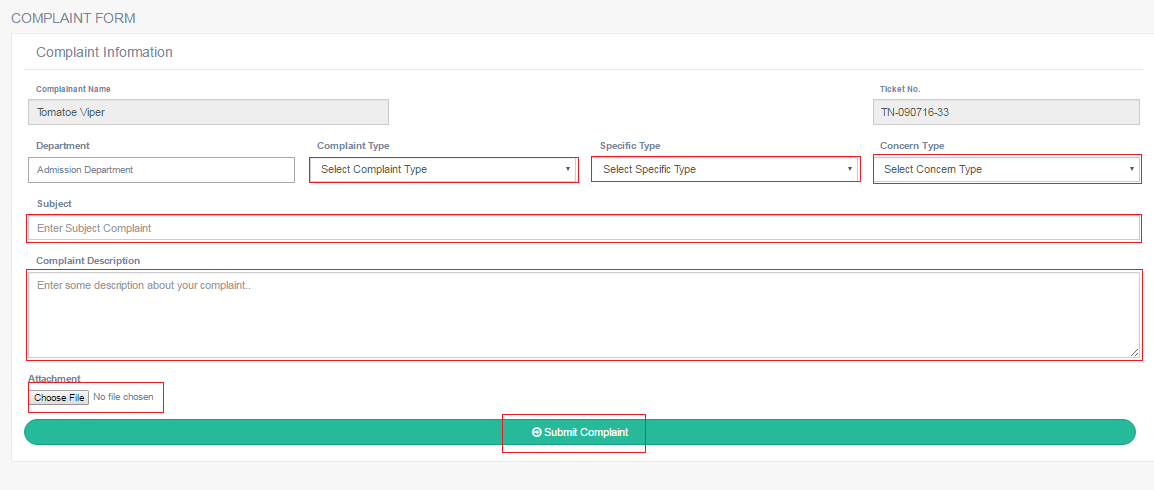 COMPLAINT FORM
Complaint Information
Complainant Name Ticket No.
Tomatoe Viper TN-090716-33
Department Complaint Type Specific Type Concern Type
Admission Department Select Complaint Type Select Specific Type Select Concern Type
Subject
Enter Subject Complaint
Complaint Description
Enter some description about your complaint..
Attachment
Choose File No file chosen
Submit Complaint